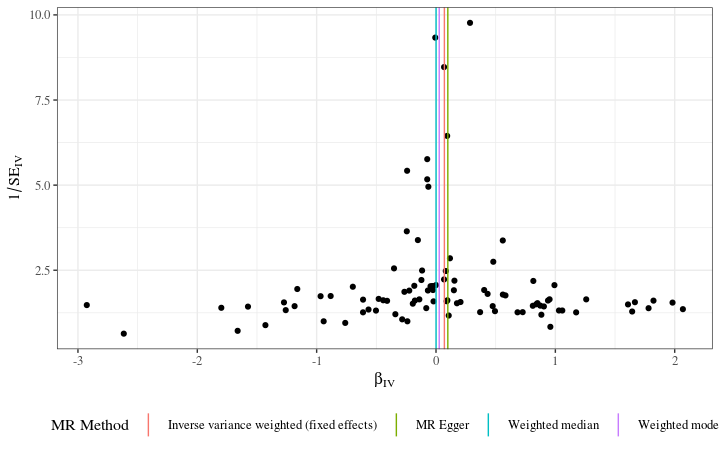 10.0
7.5
5.0
2.5
1/SE_IV
-3
-2
-1
0
1
2
β_IV
MR Method
Inverse variance weighted (fixed effects)
MR Egger
Weighted median
Weighted mode